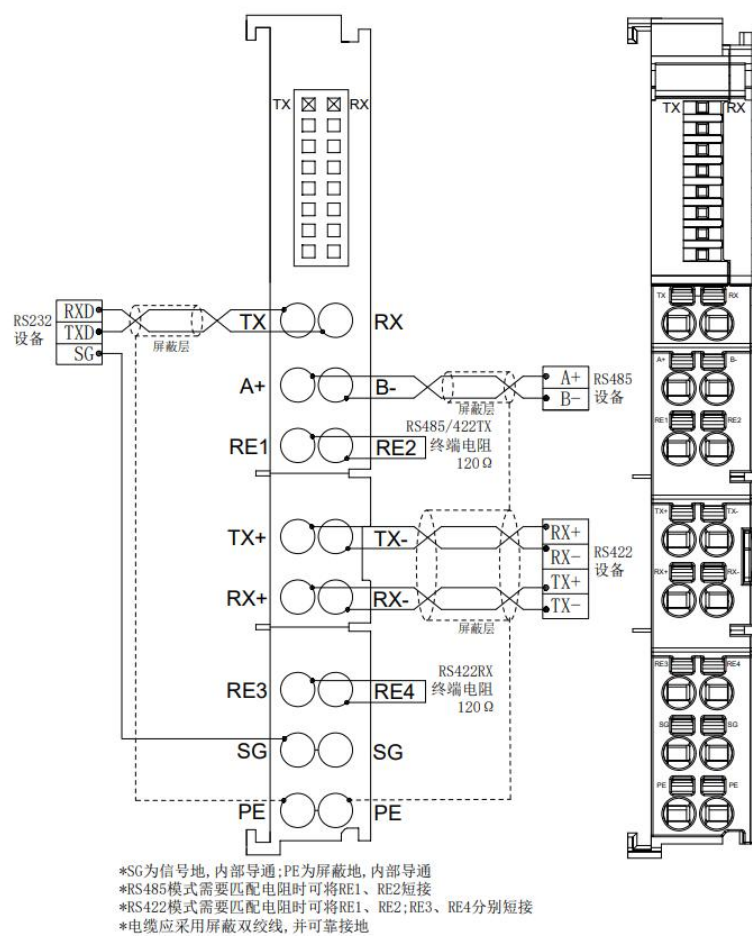 TX RX
TX RX
RS232
设备
RXD
TXD
SG
屏蔽层
TX RX
TX RX
A+ B-
A+
B-
RS485
设备
屏蔽层
A+ B-
RS485/422TX
终端电阻
120Ω
RE1 RE2
RE1 RE2
TX+ TX-
RX+
RX-
TX+
TX-
RS422
设备
TX+ TX-
RX+ RX-
屏蔽层
RX+ RX-
RS422RX
终端电阻
120Ω
RE3 RE4
RE3 RE4
SG SG
SG SG
PE PE
PE PE
*SG为信号地,内部导通;PE为屏蔽地,内部导通
*RS485模式需要匹配电阻时可将RE1、RE2短接
*RS422模式需要匹配电阻时可将RE1、RE2;RE3、RE4分别短接
*电缆应采用屏蔽双绞线,并可靠接地